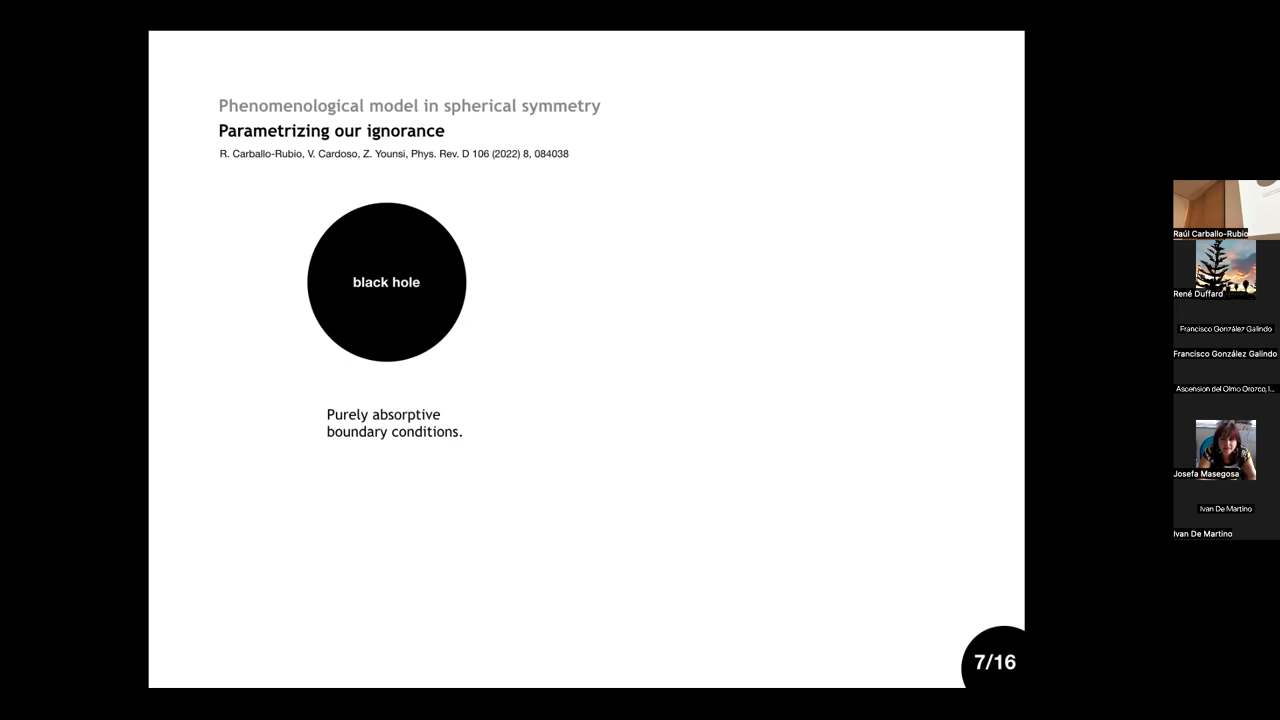 Phenomenological model in spherical symmetry
Parametrizing our ignorance
R. Carballo-Rubio, V. Cardoso, Z. Younsi, Phys. Rev. D 106 (2022) 8, 084038
black hole
Purely absorptive
boundary conditions.
7/16
Raúl Carballo-Rubio
René Duffard
Francisco González Galindo
Francisco González Galindo
Ascension del Olmo Orozco, I...
Josefa Masegosa
Ivan De Martino
Ivan De Martino